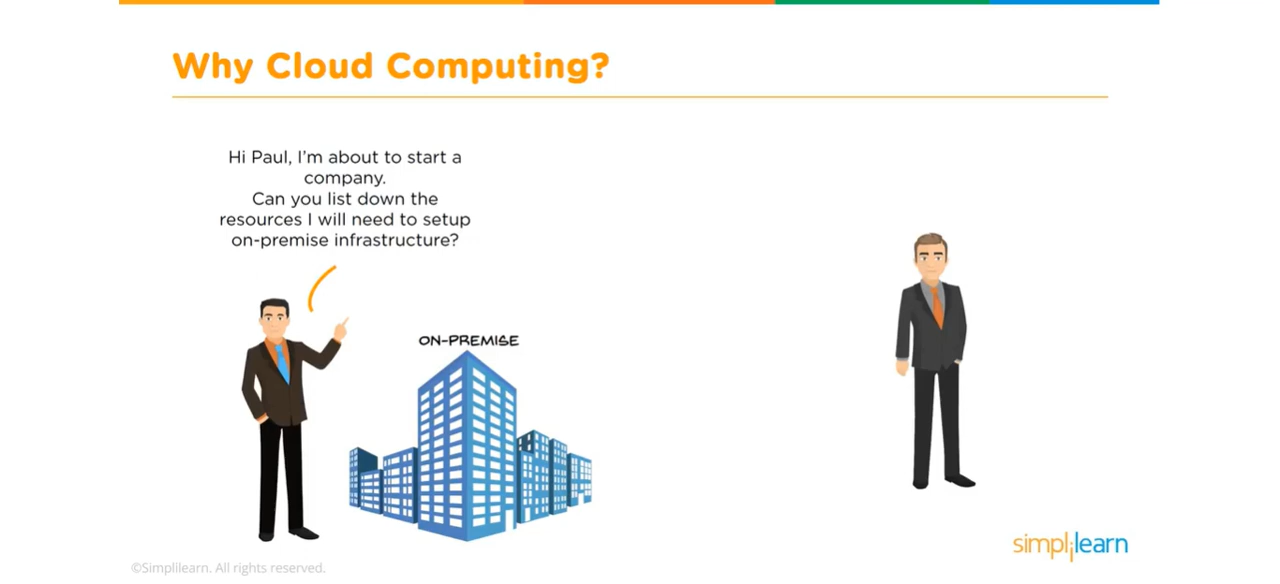 Why Cloud Computing?
Hi Paul, I'm about to start a
company.
Can you list down the
resources I will need to setup
on-premise infrastructure?
ON-PREMISE
simplilearn
©Simplilearn. All rights reserved.